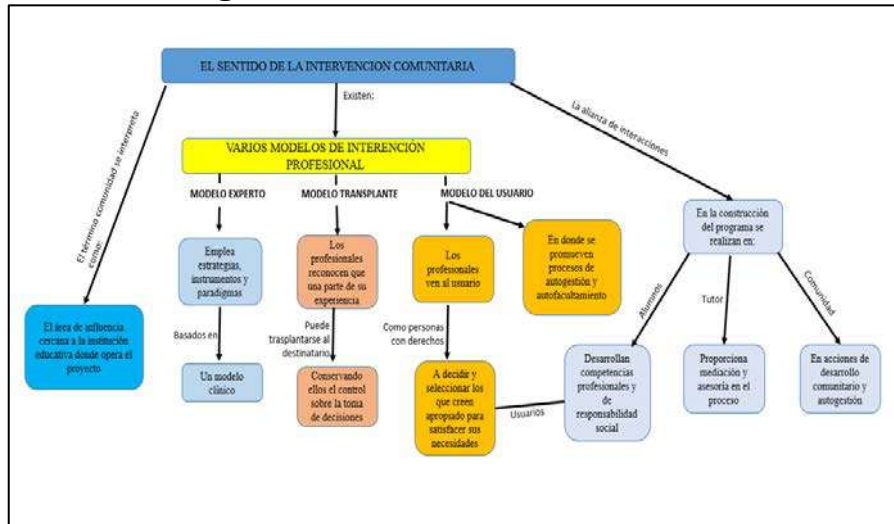 EL SENTIDO DE LA INTERVENCION COMUNITARIA
Existen:
La alianza de interacciones
El término comunidad se interpreta
como:
VARIOS MODELOS DE INTERENCIÓN
PROFESIONAL
MODELO EXPERTO
MODELO TRANSPLANTE
MODELO DEL USUARIO
Emplea
estrategias,
instrumentos y
paradigmas
Los
profesionales
reconocen que
una parte de su
experiencia
Los
profesionales
ven al usuario
En donde se
promueven
procesos de
autogestión y
autofacultamiento
En la construcción
del programa se
realizan en:
Alumnos
Tutor
Comunidad
El área de influencia
cercana a la institución
educativa donde opera el
proyecto
Basados en
Puede
trasplantarse al
destinatario
Como personas
con derechos
Un modelo
clínico
Conservando
ellos el control
sobre la toma
de decisiones
A decidir y
seleccionar los
que creen
apropiado para
satisfacer sus
necesidades
Usuarios
Desarrollan
competencias
profesionales y
de
responsabilidad
social
Proporciona
mediación y
asesoría en el
proceso
En acciones de
desarrollo
comunitario y
autogestión